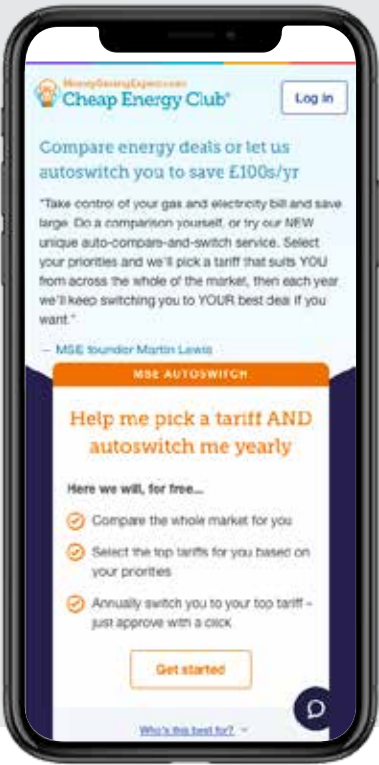 MoneySavingExpert.com
Cheap Energy Club®
Log in
Compare energy deals or let us
autoswitch you to save £100s/yr
"Take control of your gas and electricity bill and save
large. Do a comparison yourself, or try our NEW
unique auto-compare-and-switch service. Select
your priorities and we'll pick a tariff that suits YOU
from across the whole of the market, then each year
we'll keep switching you to YOUR best deal if you
want."
— MSE founder Martin Lewis
MSE AUTOSWITCH
Help me pick a tariff AND
autoswitch me yearly
Here we will, for free...
Compare the whole market for you
Select the top tariffs for you based on
your priorities
Annually switch you to your top tariff –
just approve with a click
Get started
Who's this best for?